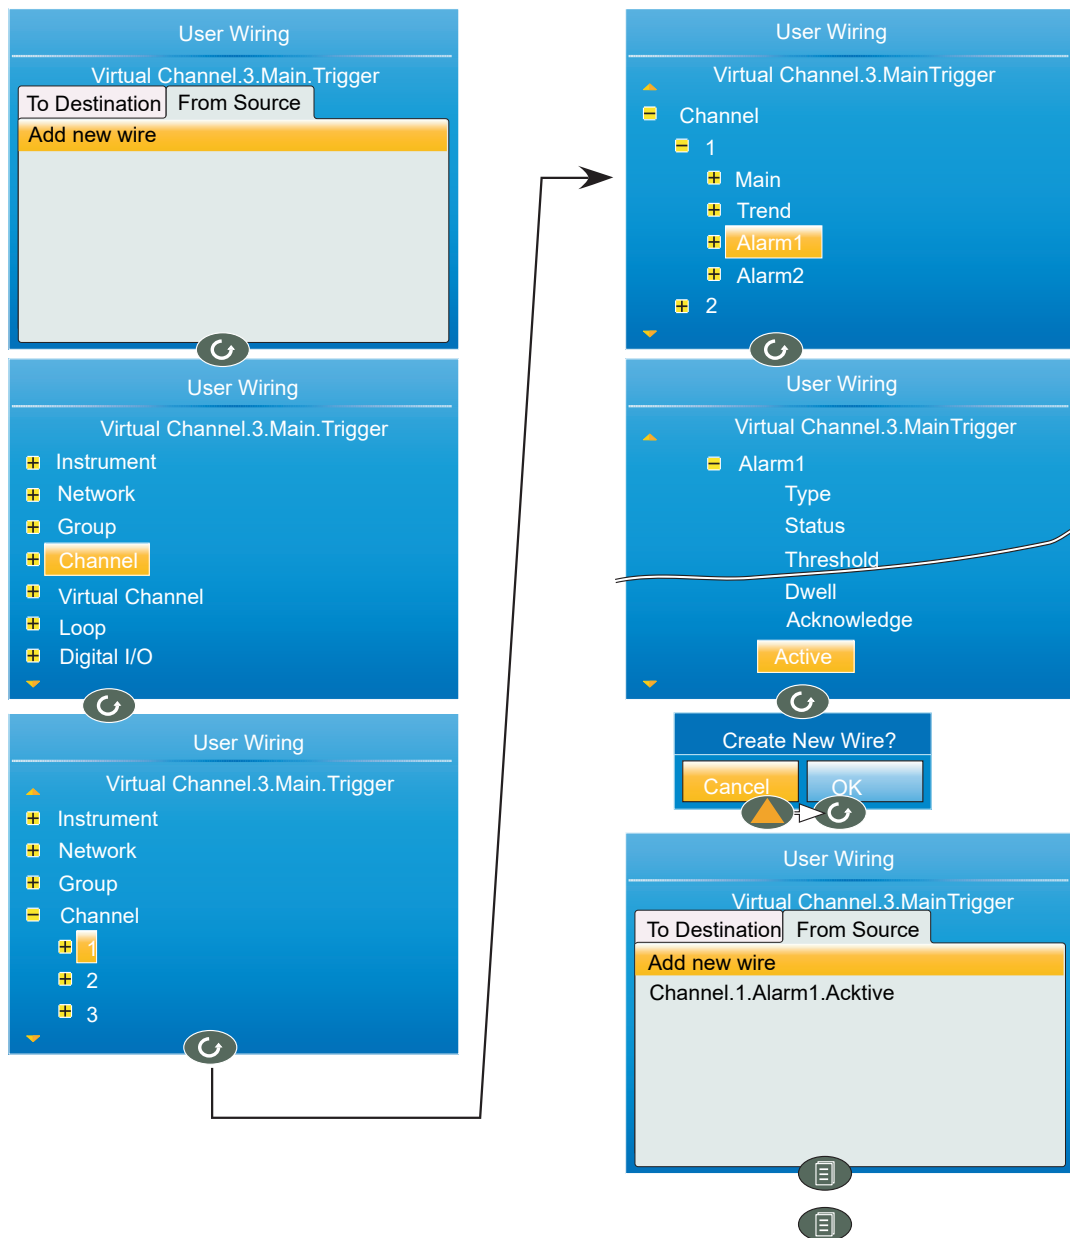 User Wiring
Virtual Channel.3.Main.Trigger
To Destination From Source
Add new wire
User Wiring
Virtual Channel.3.Main.Trigger
Instrument
Network
Group
Channel
Virtual Channel
Loop
Digital I/O
User Wiring
Virtual Channel.3.Main.Trigger
Instrument
Network
Group
Channel
1
2
3
User Wiring
Virtual Channel.3.MainTrigger
Channel
1
Main
Trend
Alarm1
Alarm2
2
User Wiring
Virtual Channel.3.MainTrigger
Alarm1
Type
Status
Threshold
Dwell
Acknowledge
Active
Create New Wire?
Cancel OK
User Wiring
Virtual Channel.3.MainTrigger
To Destination From Source
Add new wire
Channel.1.Alarm1.Acktive